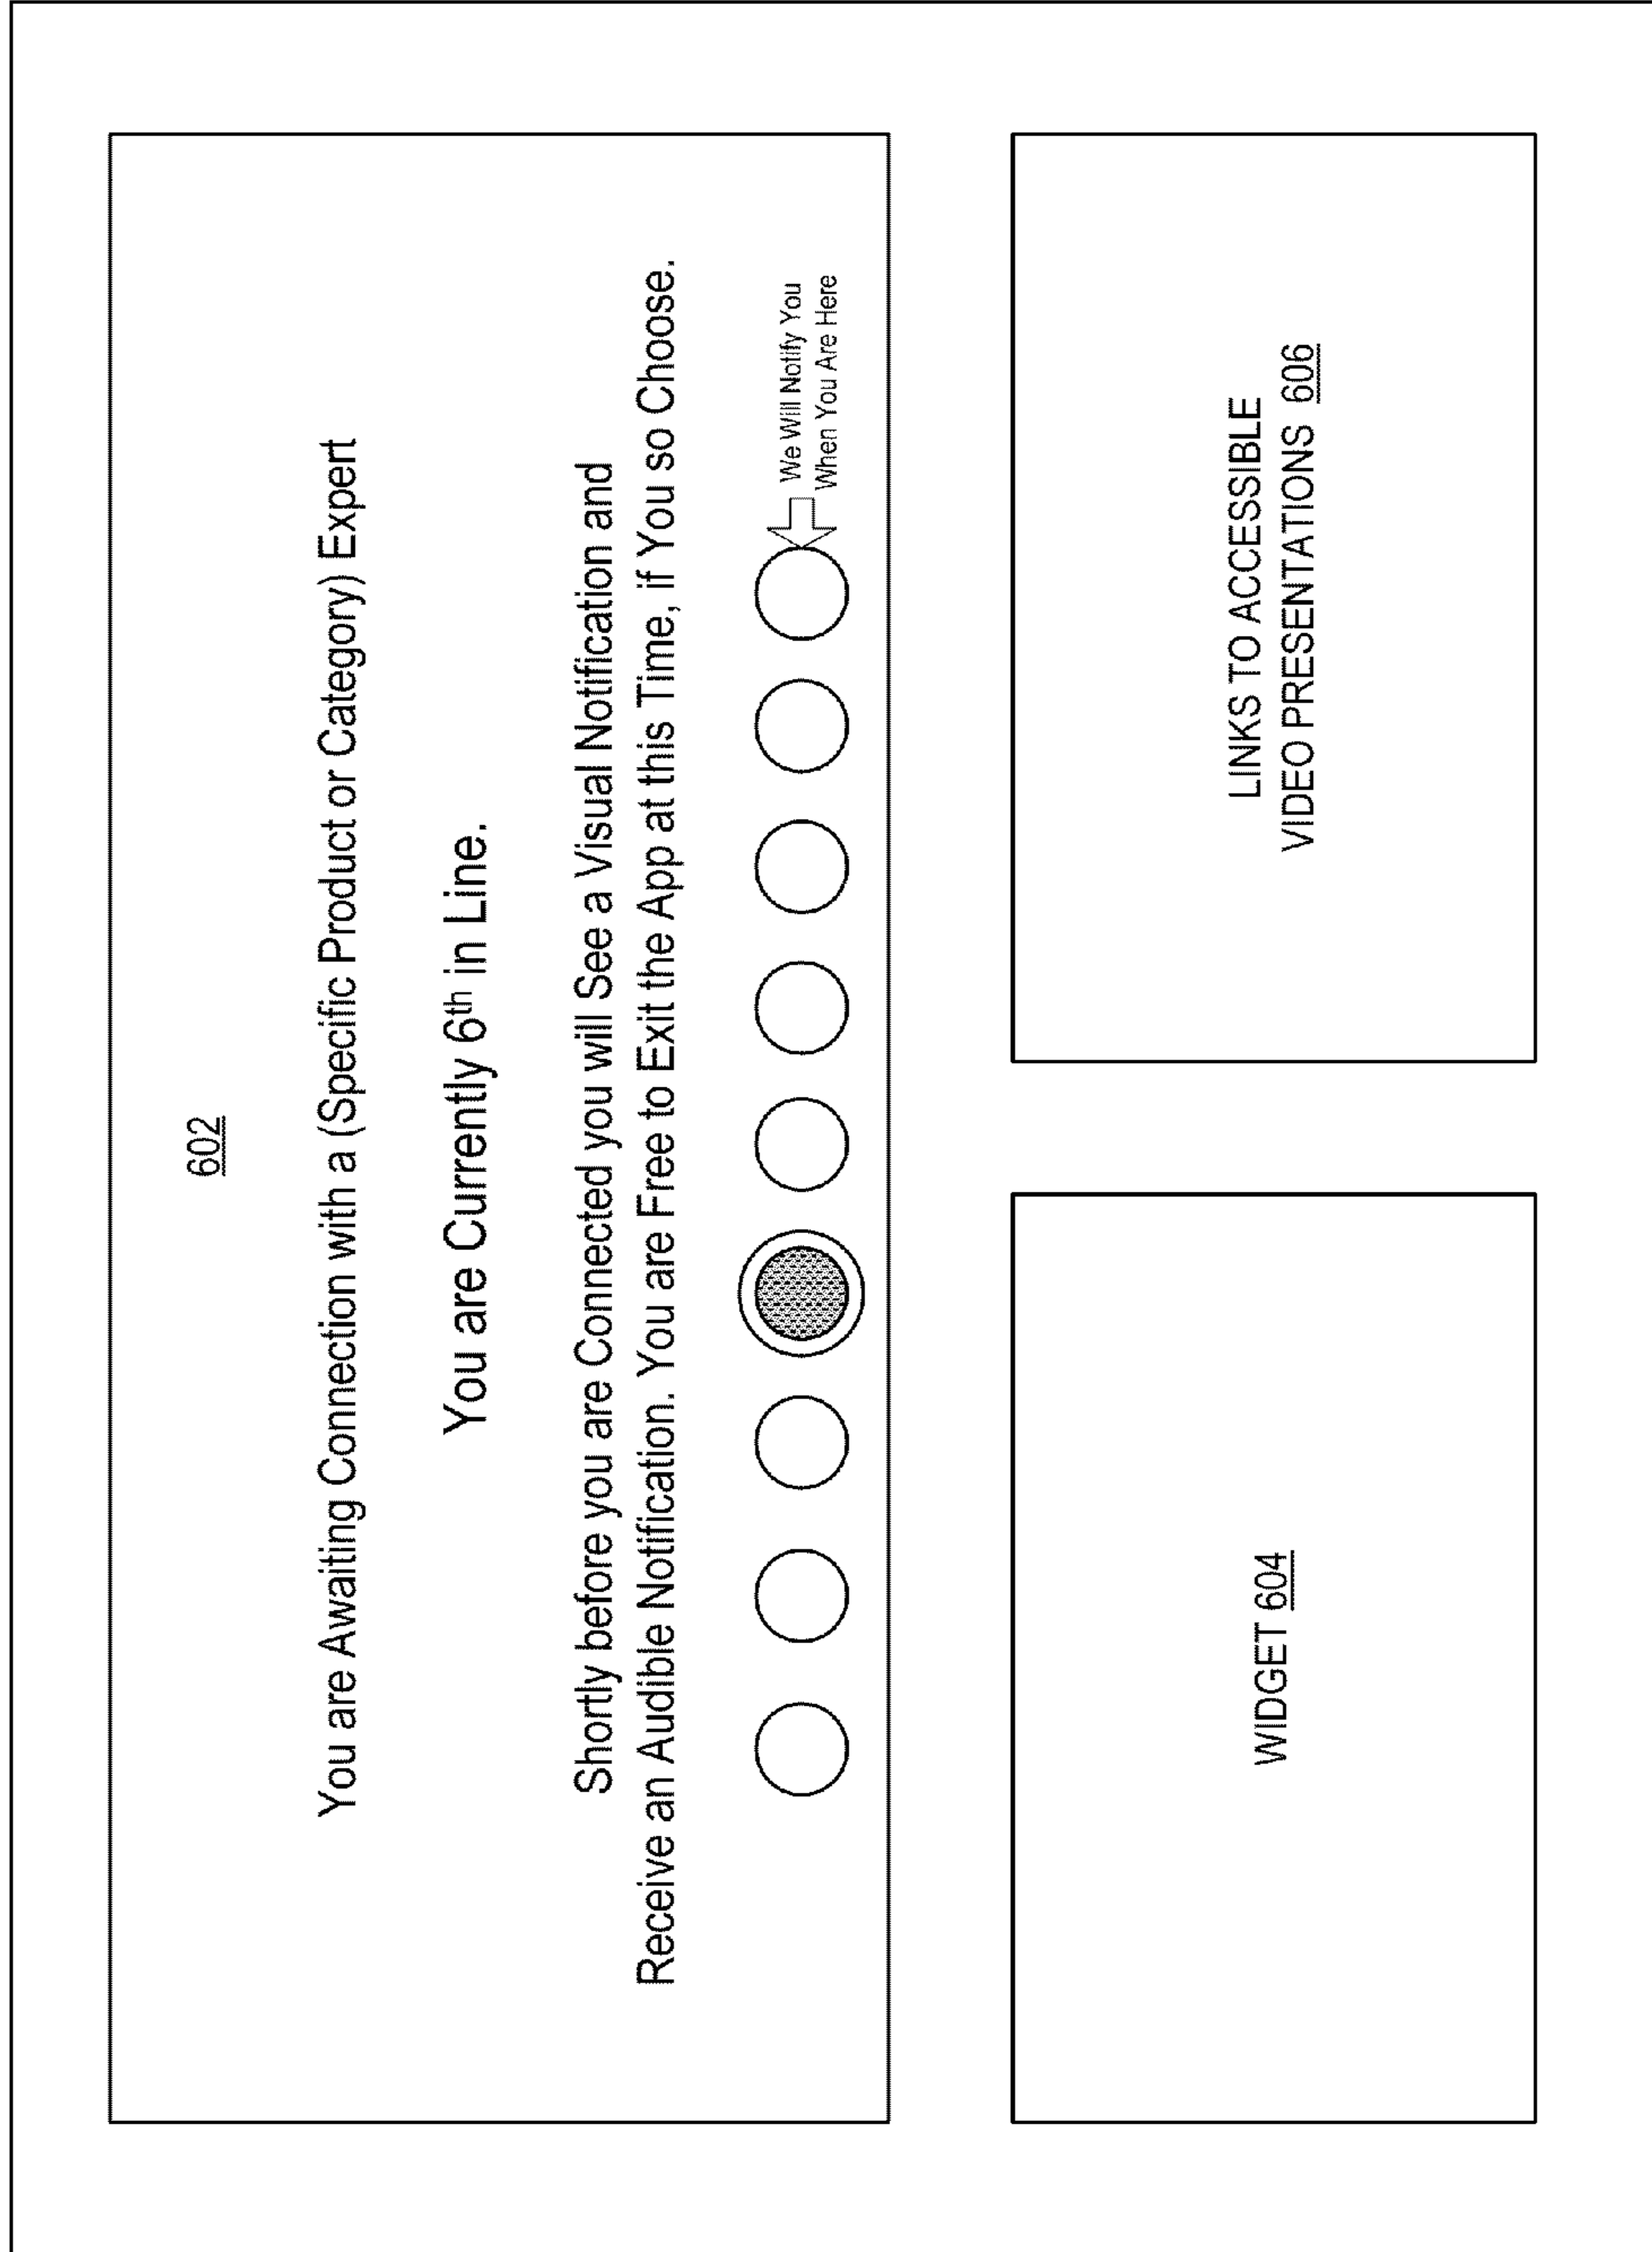 602
You are Awaiting Connection with a (Specific Product or Category) Expert
You are Currently 6th in Line.
Shortly before you are Connected you will See a Visual Notification and
Receive an Audible Notification. You are Free to Exit the App at this Time, if You so Choose.
We Will Notify You
When You Are Here
WIDGET 604
LINKS TO ACCESSIBLE
VIDEO PRESENTATIONS 606